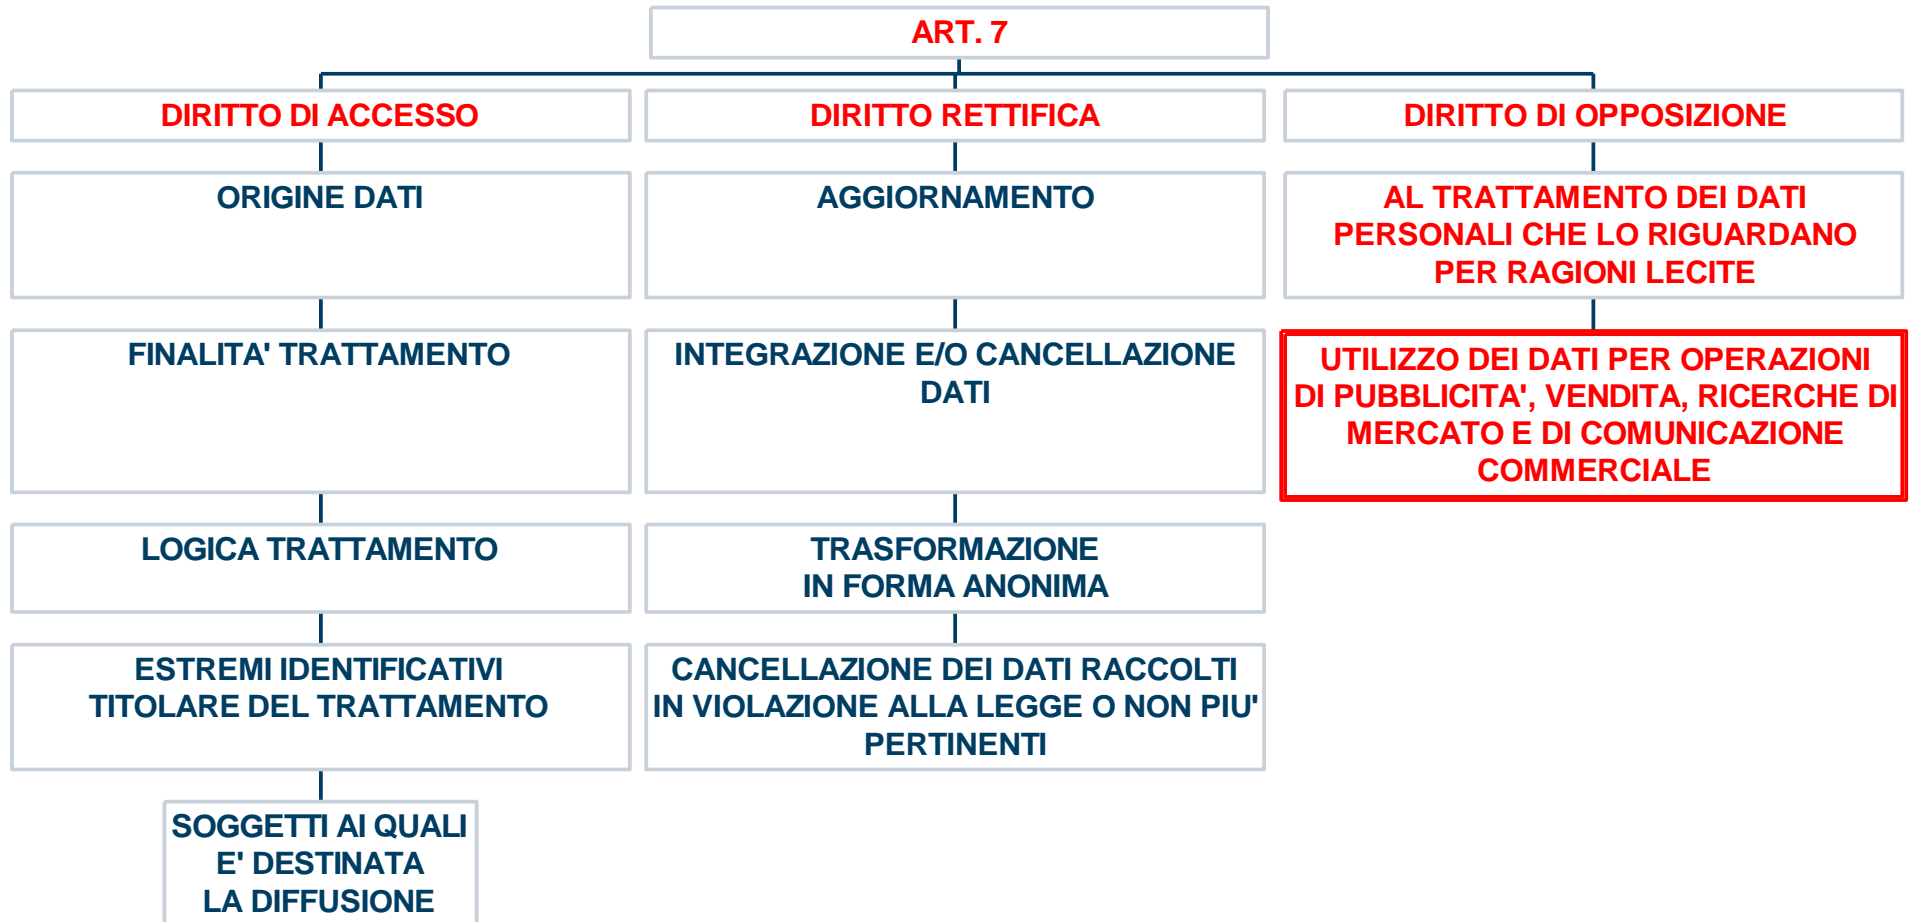 ART. 7
DIRITTO DI ACCESSO
ORIGINE DATI
FINALITA' TRATTAMENTO
LOGICA TRATTAMENTO
ESTREMI IDENTIFICATIVI
TITOLARE DEL TRATTAMENTO
SOGGETTI AI QUALI
E' DESTINATA
LA DIFFUSIONE
DIRITTO RETTIFICA
AGGIORNAMENTO
INTEGRAZIONE E/O CANCELLAZIONE
DATI
TRASFORMAZIONE
IN FORMA ANONIMA
CANCELLAZIONE DEI DATI RACCOLTI
IN VIOLAZIONE ALLA LEGGE O NON PIU'
PERTINENTI
DIRITTO DI OPPOSIZIONE
AL TRATTAMENTO DEI DATI
PERSONALI CHE LO RIGUARDANO
PER RAGIONI LECITE
UTILIZZO DEI DATI PER OPERAZIONI
DI PUBBLICITA', VENDITA, RICERCHE DI
MERCATO E DI COMUNICAZIONE
COMMERCIALE